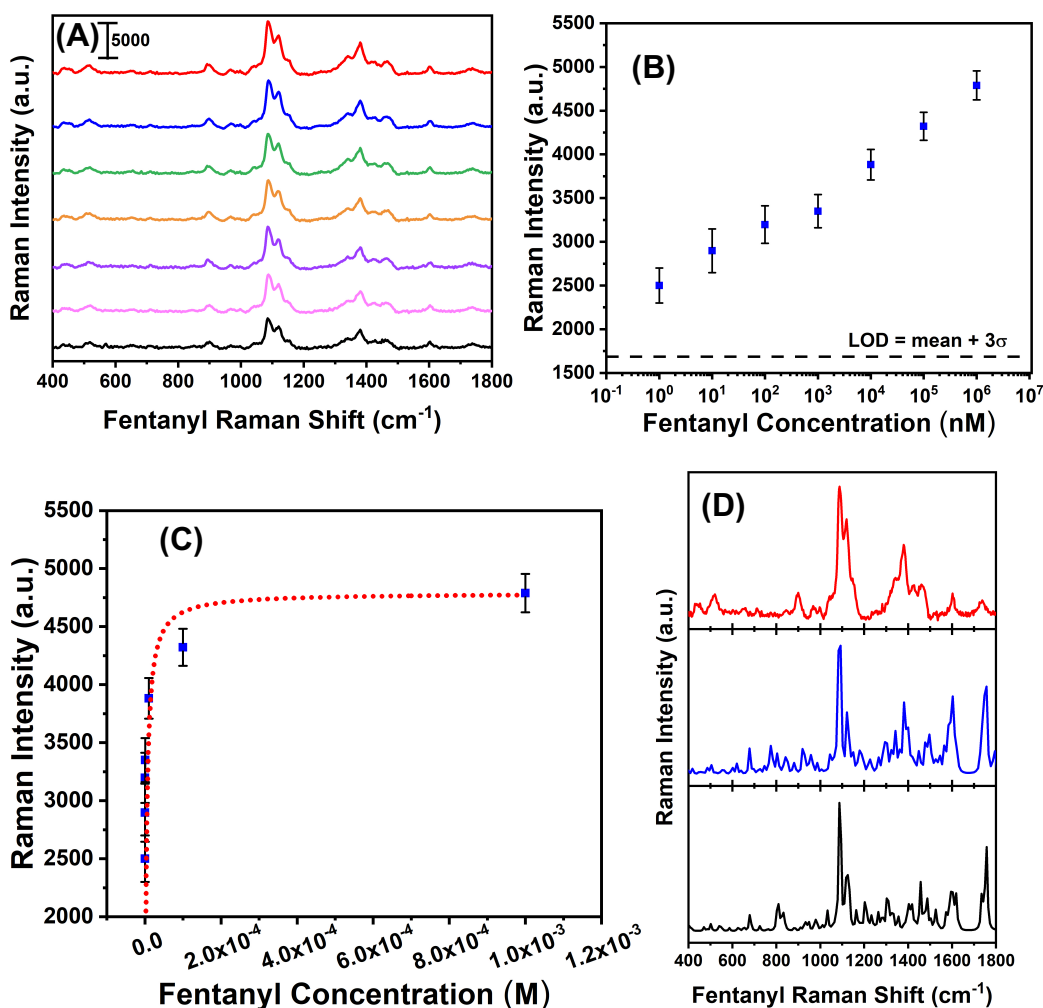 (A)
5000
Raman Intensity (a.u.)
400 600 800 1000 1200 1400 1600 1800
Fentanyl Raman Shift (cm⁻¹)
(B)
Raman Intensity (a.u.)
5000
4500
4000
3500
3000
2500
2000
1500
LOD = mean + 3σ
10⁻¹ 10⁰ 10¹ 10² 10³ 10⁴ 10⁵ 10⁶ 10⁷
Fentanyl Concentration (nM)
(C)
Raman Intensity (a.u.)
5500
5000
4500
4000
3500
3000
2500
2000
0.0 2.0x10⁻⁴ 4.0x10⁻⁴ 6.0x10⁻⁴ 8.0x10⁻⁴ 1.0x10⁻³ 1.2x10⁻³
Fentanyl Concentration (M)
(D)
Raman Intensity (a.u.)
400 600 800 1000 1200 1400 1600 1800
Fentanyl Raman Shift (cm⁻¹)